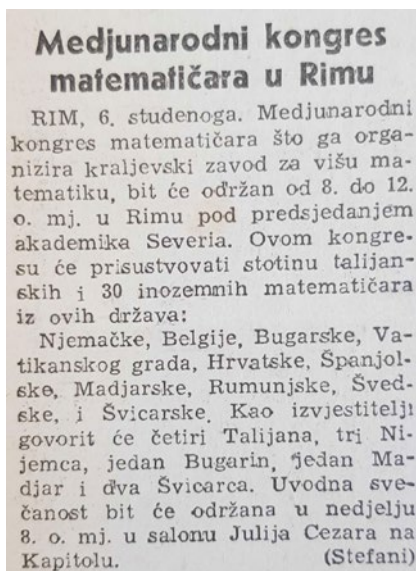 Medjunarodni kongres
matematičara u Rimu
RIM, 6. studenoga. Medjunarodni
kongres matematičara što ga orga-
nizira kraljevski zavod za višu ma-
tematiku, bit će održan od 8. do 12.
o. mj. u Rimu pod predsjedanjem
akademika Severia. Ovom kongre-
su će prisustvovati stotinu talijan-
skih i 30 inozemnih matematičara
iz ovih država:
Njemačke, Belgije, Bugarske, Va-
tikanskog grada, Hrvatske, Španjol-
ske, Madjarske, Rumunjske, Šved-
ske, i Švicarske. Kao izvjestitelji
govorit će četiri Talijana, tri Ni-
jemca, jedan Bugarin, jedan Ma-
djar i dva Švicarca. Uvodna sve-
čanost bit će održana u nedjelju
8. o. mj. u salonu Julija Cezara na
Kapitolu. (Stefani)